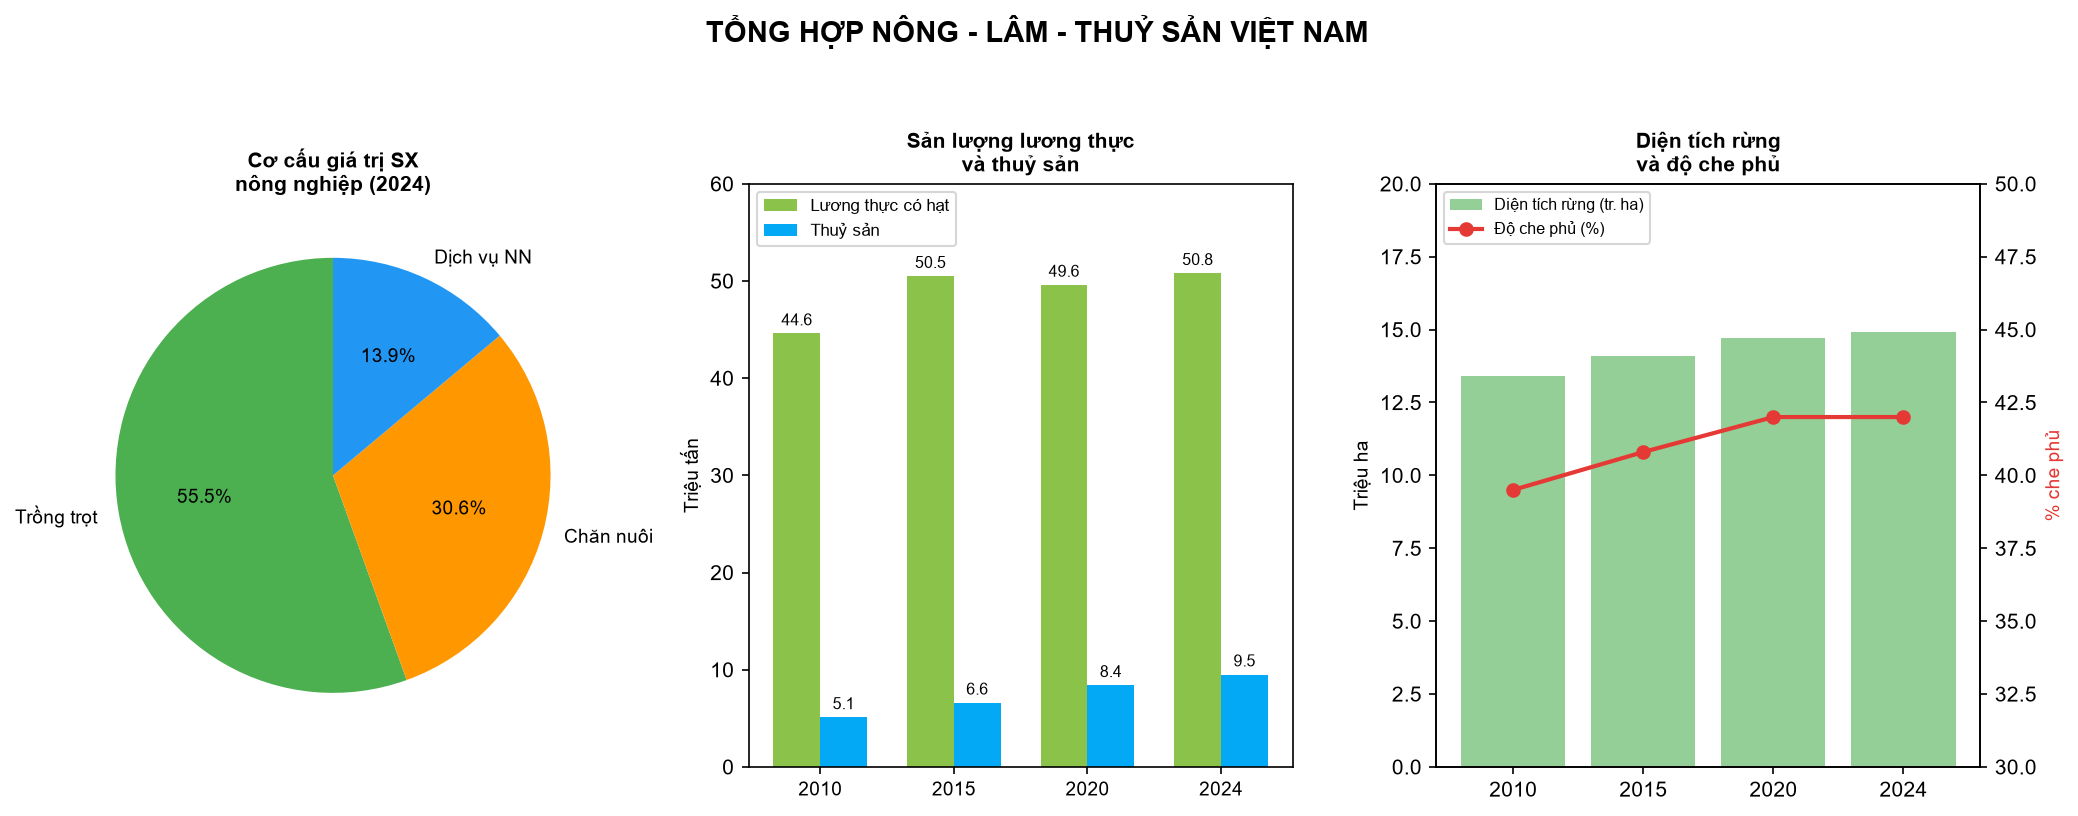 TỔNG HỢP NÔNG - LÂM - THUỶ SẢN VIỆT NAM
Cơ cấu giá trị SX
nông nghiệp (2024)
Dịch vụ NN
13.9%
55.5%
30.6%
Trồng trọt
Chăn nuôi
Sản lượng lương thực
và thuỷ sản
Lương thực có hạt
Thuỷ sản
Triệu tấn
60
50
40
30
20
10
0
44.6
5.1
50.5
6.6
49.6
8.4
50.8
9.5
2010
2015
2020
2024
Diện tích rừng
và độ che phủ
Diện tích rừng (tr. ha)
Độ che phủ (%)
Triệu ha
20.0
17.5
15.0
12.5
10.0
7.5
5.0
2.5
0.0
2010
2015
2020
2024
50.0
47.5
45.0
42.5
40.0
37.5
35.0
32.5
30.0
% che phủ